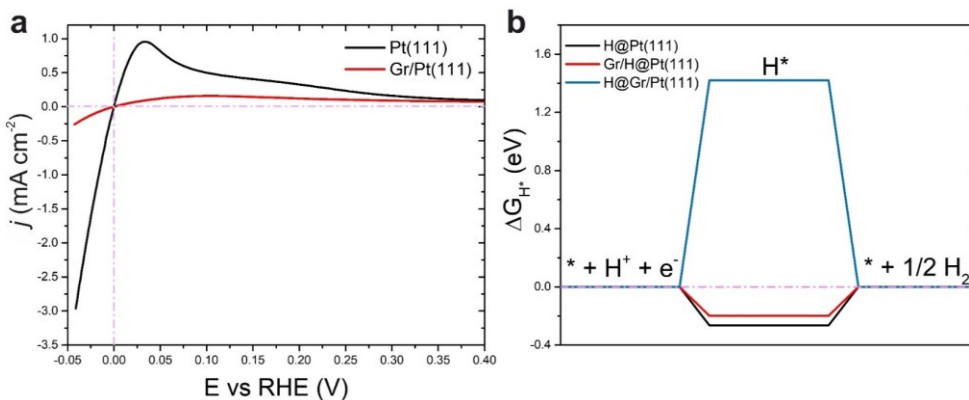 a
1.0
0.5
0.0
-0.5
-1.0
-1.5
-2.0
-2.5
-3.0
-3.5
j (mA cm⁻²)
Pt(111)
Gr/Pt(111)
-0.05 0.00 0.05 0.10 0.15 0.20 0.25 0.30 0.35 0.40
E vs RHE (V)
b
1.6
1.2
0.8
0.4
0.0
-0.4
ΔG_H* (eV)
H@Pt(111)
Gr/H@Pt(111)
H@Gr/Pt(111)
H*
* + H⁺ + e⁻
* + 1/2 H₂